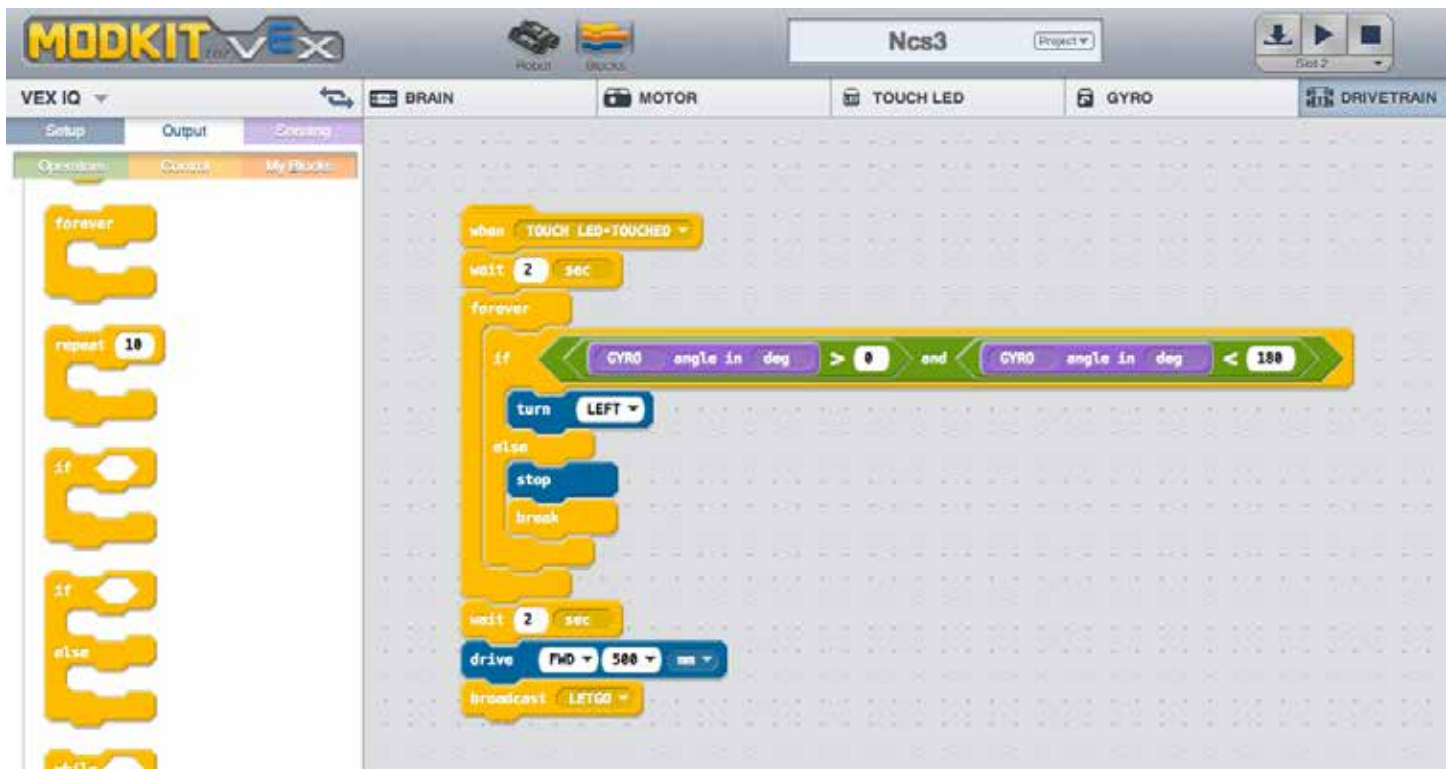 MODKIT for VEX
Robot Blocks
Ncs3 Project
Slot 2
VEX IQ BRAIN MOTOR TOUCH LED GYRO DRIVETRAIN
Setup Output Sensing
Operators Control My Blocks
forever
repeat 10
if
if
else
while
when TOUCH LED-TOUCHED
wait 2 sec
forever
if GYRO angle in deg > 0 and GYRO angle in deg < 180
turn LEFT
else
stop
break
wait 2 sec
drive FWD 500 mm
broadcast LETGO